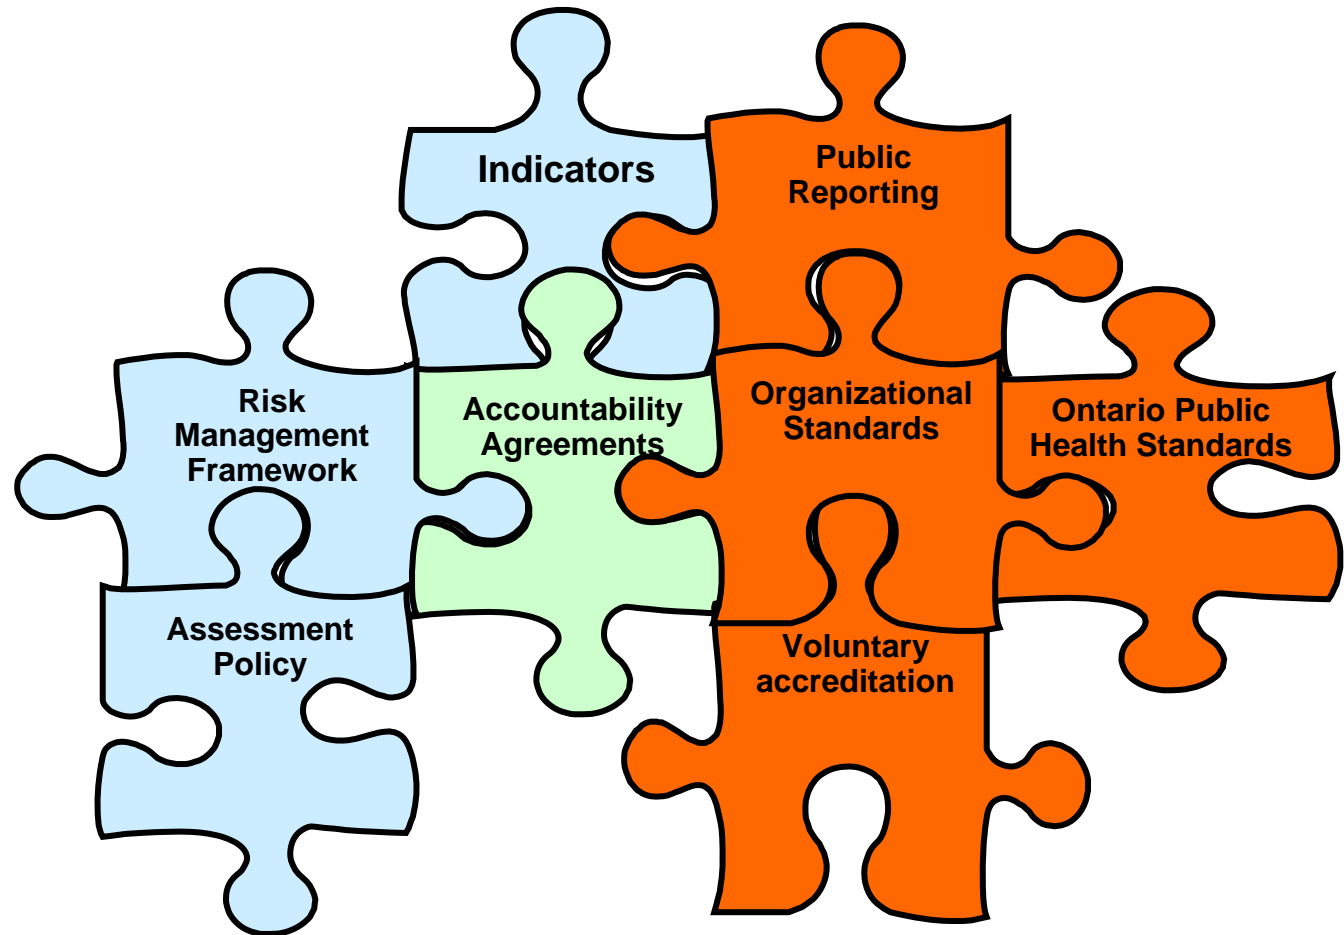 Indicators
Public
Reporting
Risk
Management
Framework
Accountability
Agreements
Organizational
Standards
Ontario Public
Health Standards
Assessment
Policy
Voluntary
accreditation